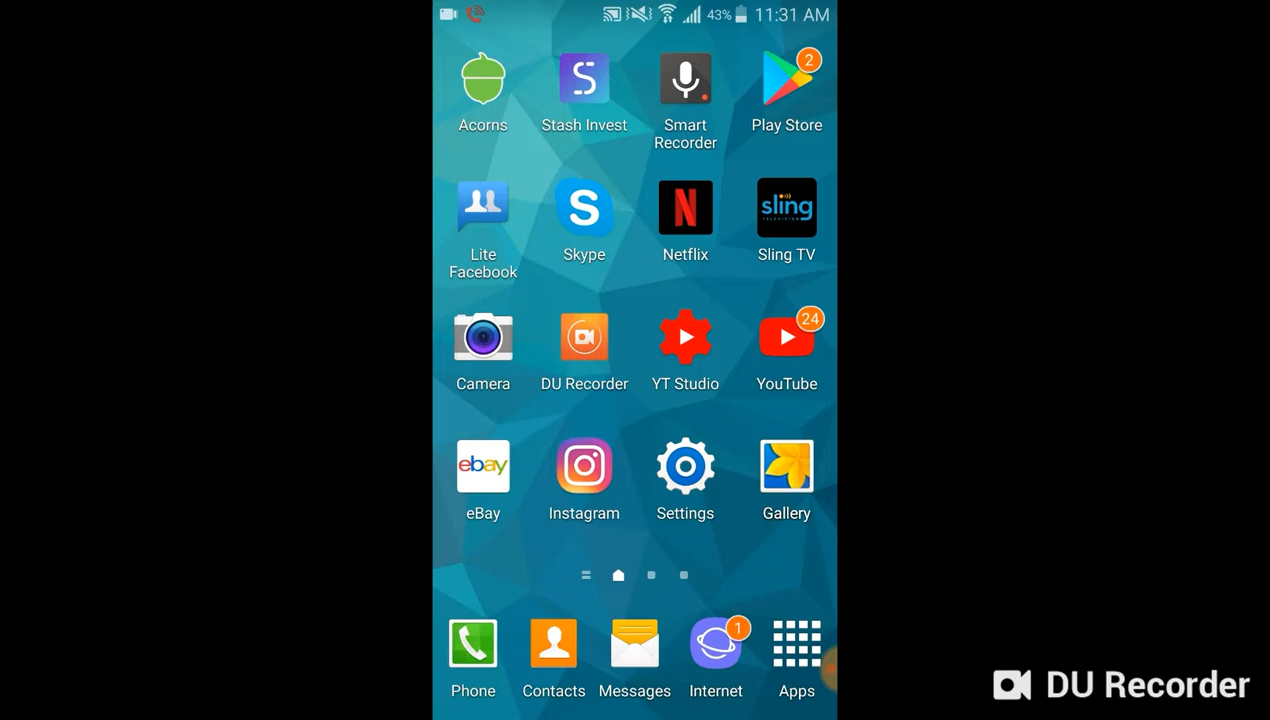 43% 11:31 AM
2
Acorns
Stash Invest
Smart
Recorder
Play Store
N
sling
TELEVISION
Lite
Facebook
Skype
Netflix
Sling TV
24
Camera
DU Recorder
YT Studio
YouTube
ebay
eBay
Instagram
Settings
Gallery
1
Phone
Contacts
Messages
Internet
Apps
DU Recorder